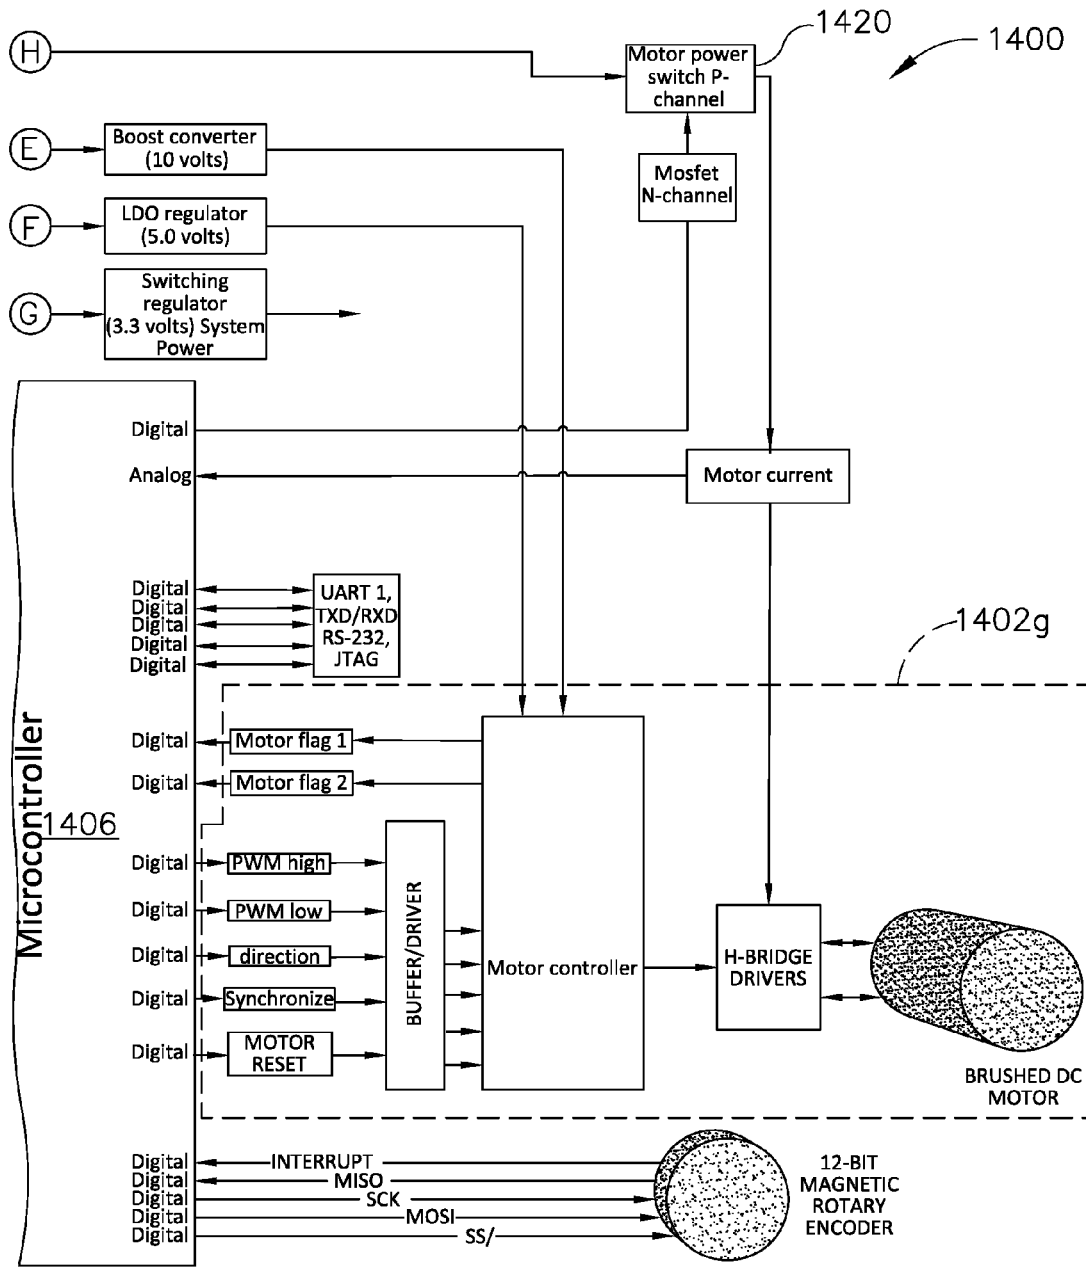 H
Motor power
switch P-
channel
1420
1400
E
Boost converter
(10 volts)
Mosfet
N-channel
F
LDO regulator
(5.0 volts)
G
Switching
regulator
(3.3 volts) System
Power
Digital
Analog
Motor current
Digital
Digital
Digital
Digital
Digital
UART 1,
TXD/RXD
RS-232,
JTAG
1402g
Microcontroller
1406
Digital
Motor flag 1
Digital
Motor flag 2
Digital
PWM high
Digital
PWM low
Digital
direction
Digital
Synchronize
Digital
MOTOR
RESET
BUFFER/DRIVER
Motor controller
H-BRIDGE
DRIVERS
BRUSHED DC
MOTOR
Digital
INTERRUPT
Digital
MISO
Digital
SCK
Digital
MOSI
Digital
SS/
12-BIT
MAGNETIC
ROTARY
ENCODER